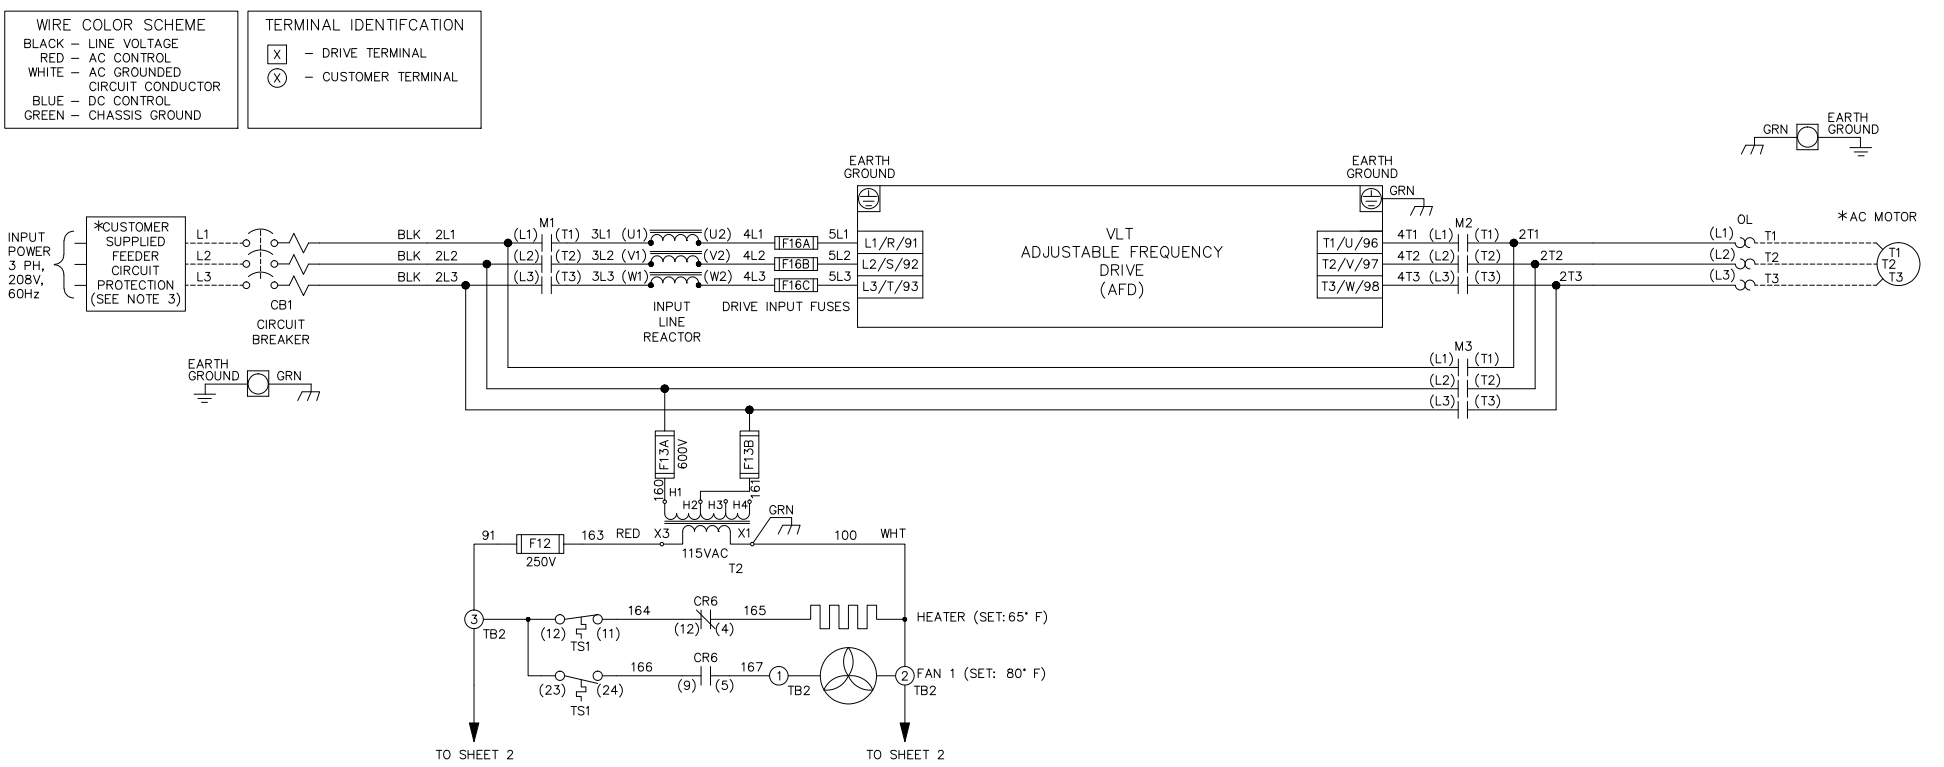 WIRE COLOR SCHEME
BLACK – LINE VOLTAGE
RED – AC CONTROL
WHITE – AC GROUNDED
CIRCUIT CONDUCTOR
BLUE – DC CONTROL
GREEN – CHASSIS GROUND
TERMINAL IDENTIFCATION
X – DRIVE TERMINAL
X – CUSTOMER TERMINAL
GRN
EARTH
GROUND
EARTH
GROUND
EARTH
GROUND
GRN
INPUT
POWER
3 PH,
208V,
60Hz
*CUSTOMER
SUPPLIED
FEEDER
CIRCUIT
PROTECTION
(SEE NOTE 3)
L1
L2
L3
CB1
CIRCUIT
BREAKER
BLK 2L1
BLK 2L2
BLK 2L3
M1
(L1) (T1) 3L1 (U1) (U2) 4L1 F16A 5L1 L1/R/91
(L2) (T2) 3L2 (V1) (V2) 4L2 F16B 5L2 L2/S/92
(L3) (T3) 3L3 (W1) (W2) 4L3 F16C 5L3 L3/T/93
INPUT
LINE
REACTOR
DRIVE INPUT FUSES
VLT
ADJUSTABLE FREQUENCY
DRIVE
(AFD)
M2
T1/U/96 4T1 (L1) (T1) 2T1
T2/V/97 4T2 (L2) (T2) 2T2
T3/W/98 4T3 (L3) (T3) 2T3
OL
(L1) T1
(L2) T2
(L3) T3
*AC MOTOR
T1
T2
T3
EARTH
GROUND
GRN
M3
(L1) (T1)
(L2) (T2)
(L3) (T3)
F13A
600V
F13B
160
161
H1
H2 H3 H4
GRN
91
F12
250V
163 RED X3
X1
100 WHT
115VAC
T2
3
TB2
(12) (11)
TS1
164
CR6
(12) (4)
165
HEATER (SET:65° F)
(23) (24)
TS1
166
CR6
(9) (5)
167
1
TB2
2
TB2
FAN 1 (SET: 80° F)
TO SHEET 2
TO SHEET 2